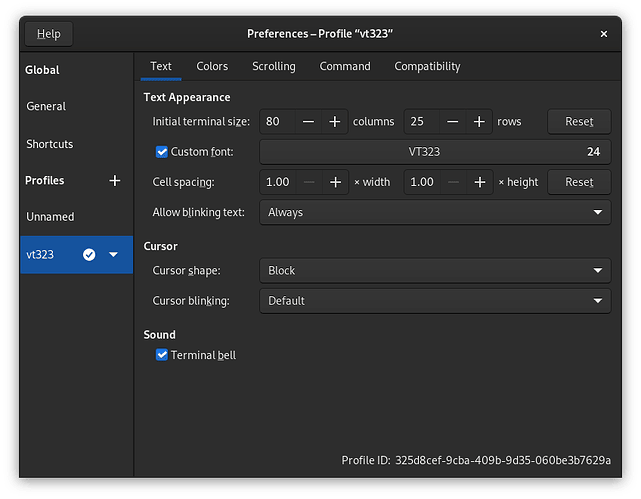 Help
Preferences – Profile “vt323”
×
Global
General
Shortcuts
Profiles +
Unnamed
vt323
Text Colors Scrolling Command Compatibility
Text Appearance
Initial terminal size: 80 — + columns 25 — + rows Reset
Custom font: VT323 24
Cell spacing: 1.00 — + × width 1.00 — + × height Reset
Allow blinking text: Always
Cursor
Cursor shape: Block
Cursor blinking: Default
Sound
Terminal bell
Profile ID: 325d8cef-9cba-409b-9d35-060be3b7629a